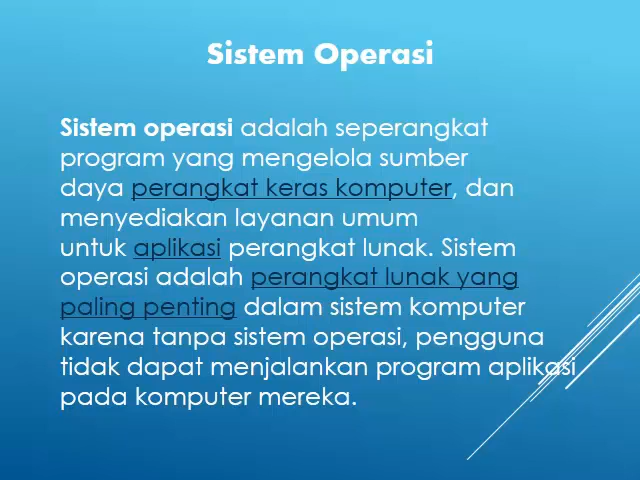 Sistem Operasi
Sistem operasi adalah seperangkat
program yang mengelola sumber
daya perangkat keras komputer, dan
menyediakan layanan umum
untuk aplikasi perangkat lunak. Sistem
operasi adalah perangkat lunak yang
paling penting dalam sistem komputer
karena tanpa sistem operasi, pengguna
tidak dapat menjalankan program aplikasi
pada komputer mereka.